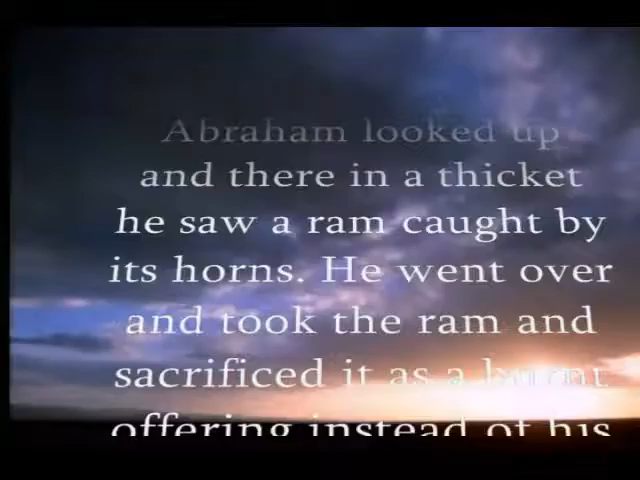 Abraham looked up
and there in a thicket
he saw a ram caught by
its horns. He went over
and took the ram and
sacrificed it as a burnt
offering instead of his